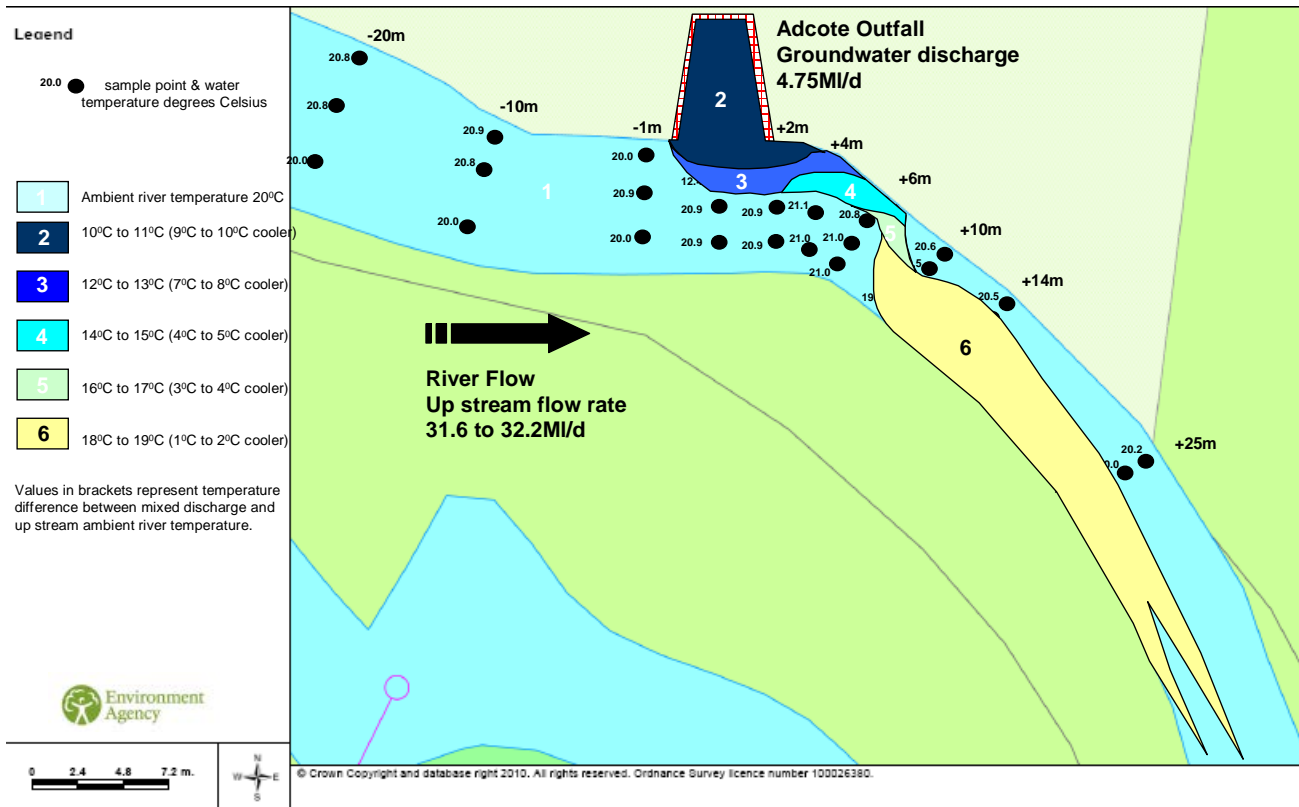 Legend
20.0
sample point & water
temperature degrees Celsius
1 Ambient river temperature 20⁰C
2 10⁰C to 11⁰C (9⁰C to 10⁰C cooler)
3 12⁰C to 13⁰C (7⁰C to 8⁰C cooler)
4 14⁰C to 15⁰C (4⁰C to 5⁰C cooler)
5 16⁰C to 17⁰C (3⁰C to 4⁰C cooler)
6 18⁰C to 19⁰C (1⁰C to 2⁰C cooler)
Values in brackets represent temperature
difference between mixed discharge and
up stream ambient river temperature.
Environment
Agency
0 2.4 4.8 7.2 m.
N
W E
S
Adcote Outfall
Groundwater discharge
4.75Ml/d
-20m
20.8
20.8
20.0
-10m
20.9
20.8
20.0
-1m
20.0
20.9
20.0
1
2
3
4
5
6
+2m
+4m
+6m
+10m
+14m
+25m
20.9
20.9
21.1
20.8
20.9
20.9
21.0
21.0
21.0
19
20.6
5
20.5
20.2
River Flow
Up stream flow rate
31.6 to 32.2Ml/d
© Crown Copyright and database right 2010. All rights reserved. Ordnance Survey licence number 100026380.